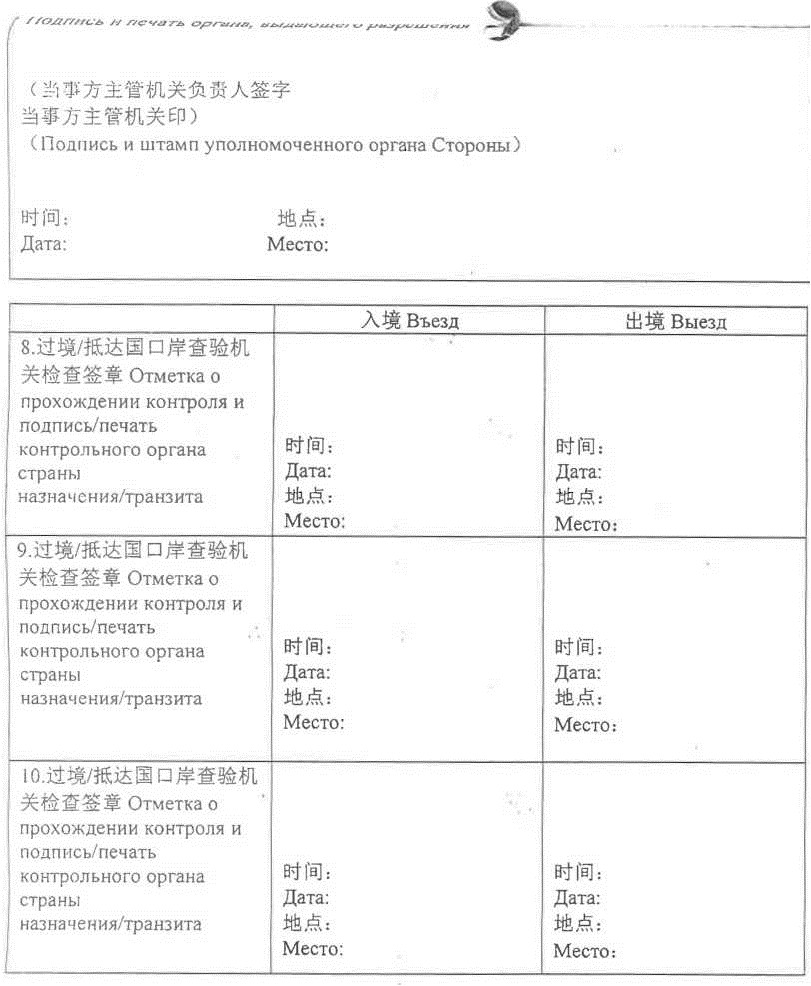 Подпись и печать органа, выдающего разрешения
（当事方主管机关负责人签字
当事方主管机关印）
（Подпись и штамп уполномоченного органа Стороны）
时间： 地点：
Дата: Место:
入境 Въезд 出境 Выезд
8.过境/抵达国口岸查验机
关检查签章 Отметка о
прохождении контроля и
подпись/печать
контрольного органа
страны
назначения/транзита
时间：
Дата:
地点：
Место:
时间：
Дата:
地点：
Место：
9.过境/抵达国口岸查验机
关检查签章 Отметка о
прохождении контроля и
подпись/печать
контрольного органа
страны
назначения/транзита
时间：
Дата:
地点：
Место:
时间：
Дата:
地点：
Место：
10.过境/抵达国口岸查验机
关检查签章 Отметка о
прохождении контроля и
подпись/печать
контрольного органа
страны
назначения/транзита
时间：
Дата:
地点：
Место:
时间：
Дата:
地点：
Место：